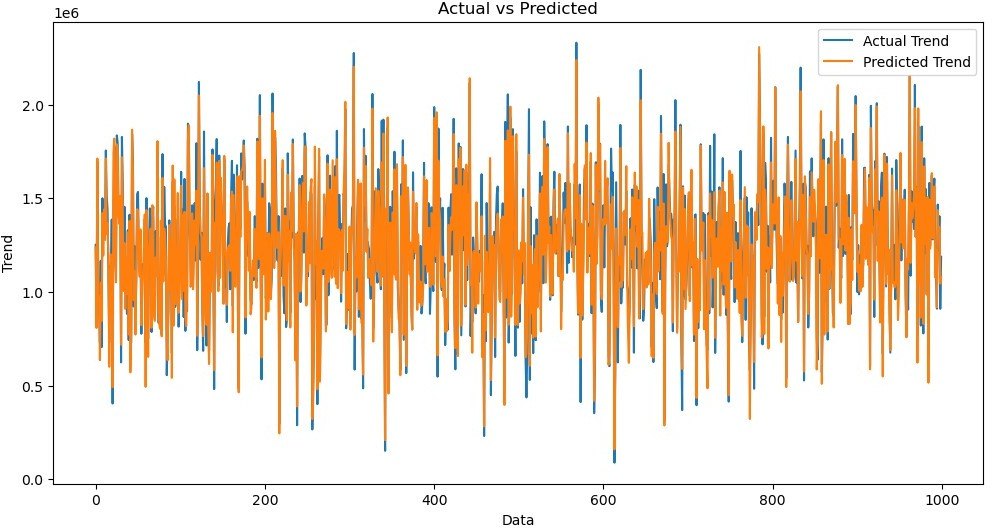 Actual vs Predicted
1e6
Actual Trend
Predicted Trend
2.0
1.5
1.0
0.5
0.0
Trend
0 200 400 600 800 1000
Data